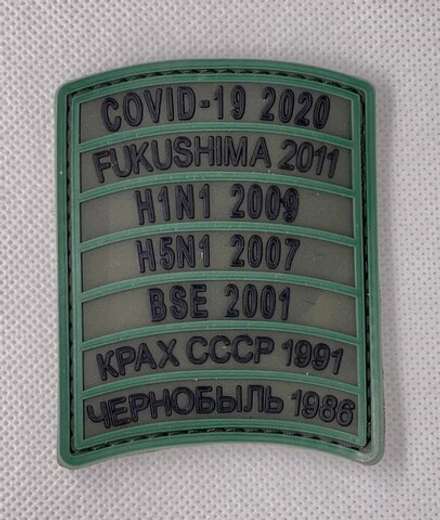 COVID-19 2020
FUKUSHIMA 2011
H1N1 2009
H5N1 2007
BSE 2001
КРАХ СССР 1991
ЧЕРНОБЫЛЬ 1986